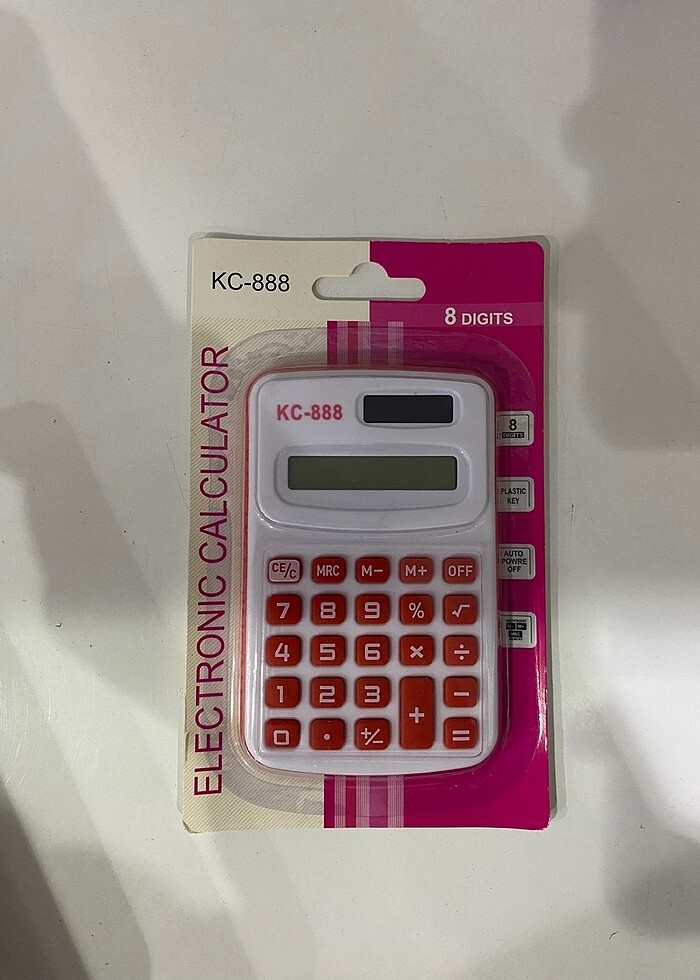 KC-888
8 DIGITS
ELECTRONIC CALCULATOR
KC-888
8
DIGITS
PLASTIC
KEY
AUTO
POWRE
OFF
CE/C MRC M− M+ OFF
7 8 9 % √
4 5 6 × ÷
1 2 3 + −
0 . +/− =